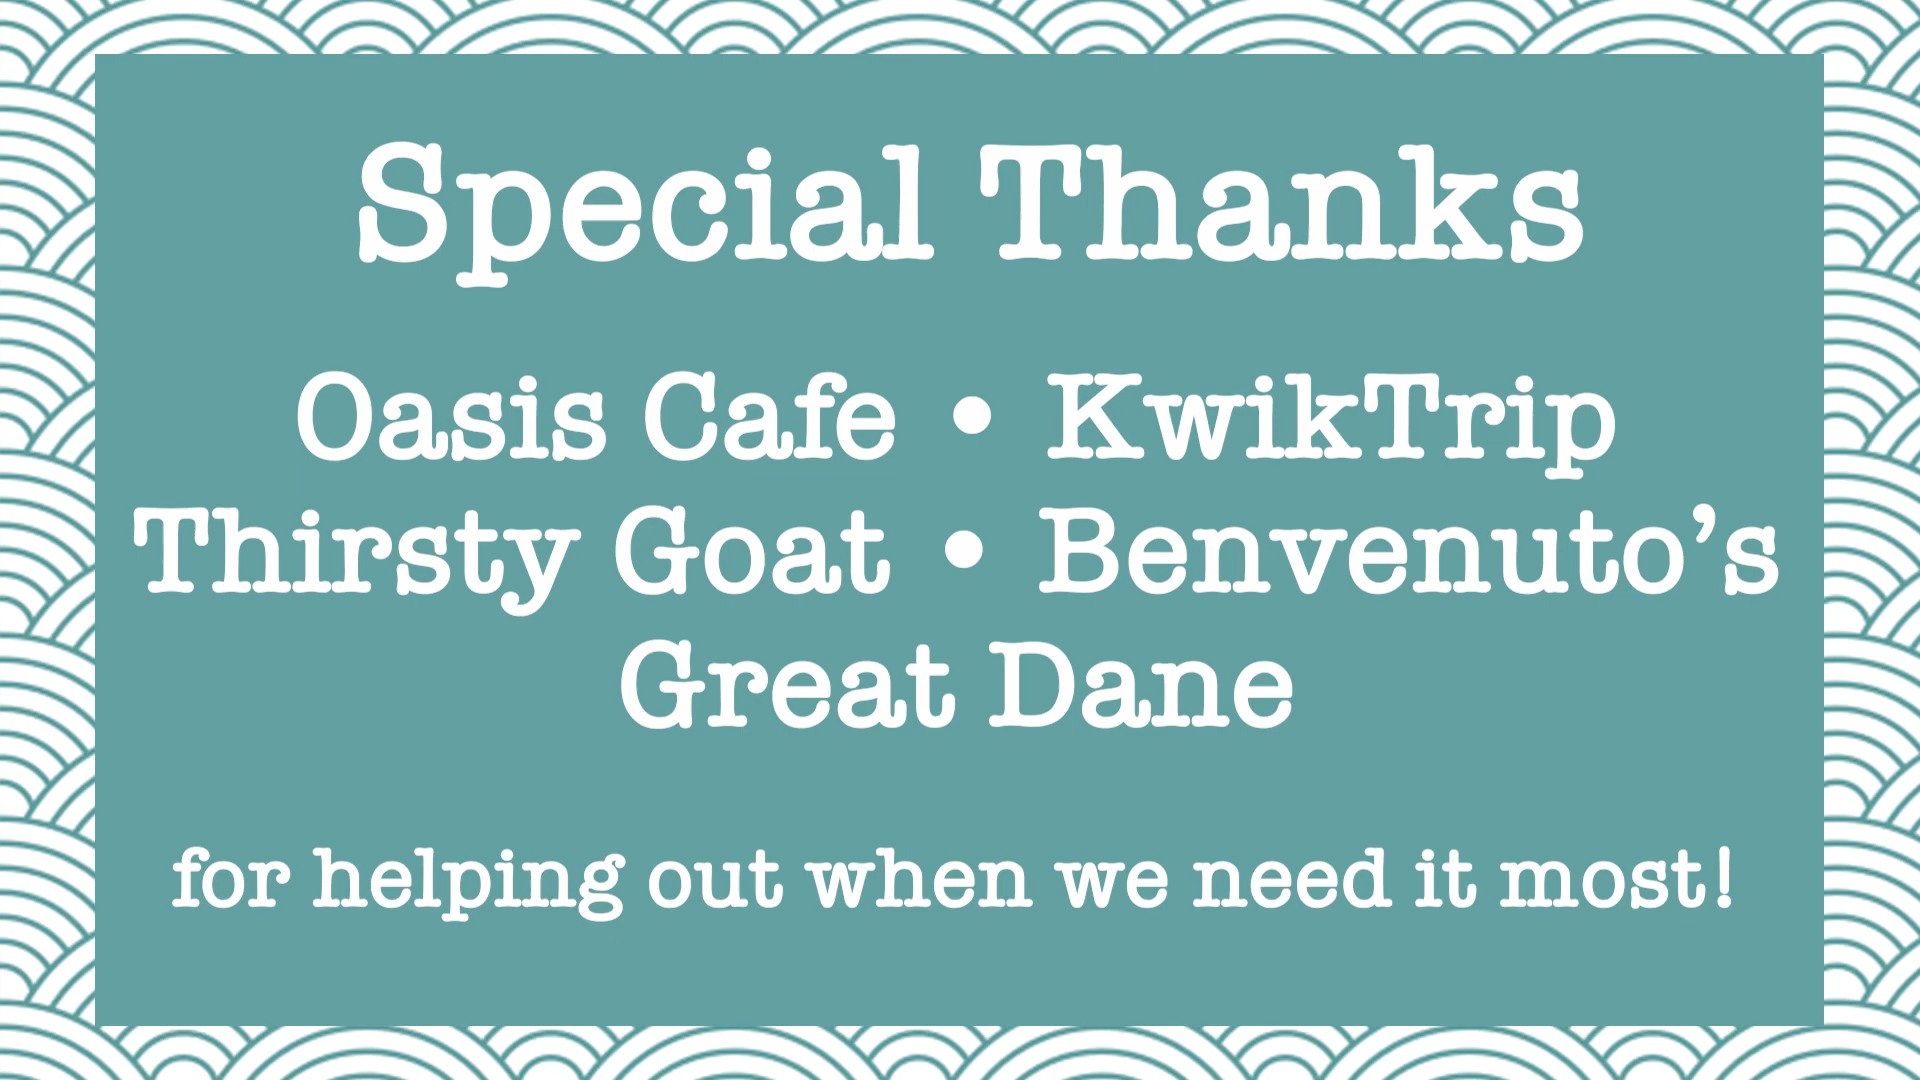 Special Thanks
Oasis Cafe • KwikTrip
Thirsty Goat • Benvenuto’s
Great Dane
for helping out when we need it most!